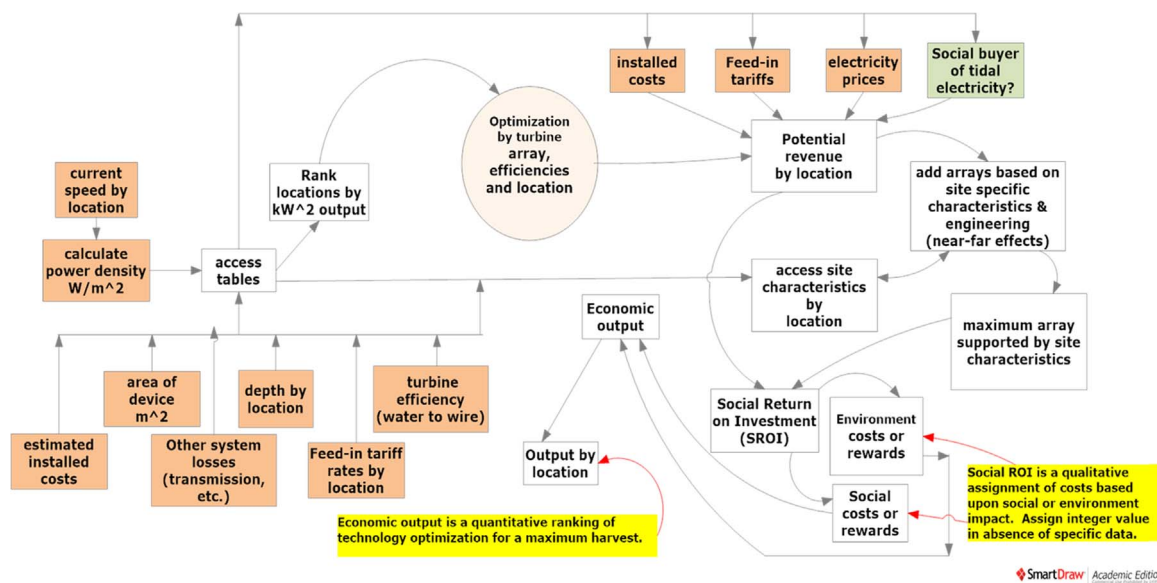 installed
costs
Feed-in
tariffs
electricity
prices
Social buyer
of tidal
electricity?
Optimization
by turbine
array,
efficiencies
and location
Potential
revenue
by location
current
speed by
location
Rank
locations by
kW^2 output
add arrays based on
site specific
characteristics &
engineering
(near-far effects)
calculate
power density
W/m^2
access
tables
access site
characteristics
by
location
Economic
output
maximum array
supported by site
characteristics
area of
device
m^2
depth by
location
turbine
efficiency
(water to wire)
estimated
installed
costs
Other system
losses
(transmission,
etc.)
Feed-in tariff
rates by
location
Social Return
on Investment
(SROI)
Environment
costs or
rewards
Output by
location
Social
costs or
rewards
Economic output is a quantitative ranking of
technology optimization for a maximum harvest.
Social ROI is a qualitative
assignment of costs based
upon social or environment
impact. Assign integer value
in absence of specific data.
SmartDraw Academic Editio